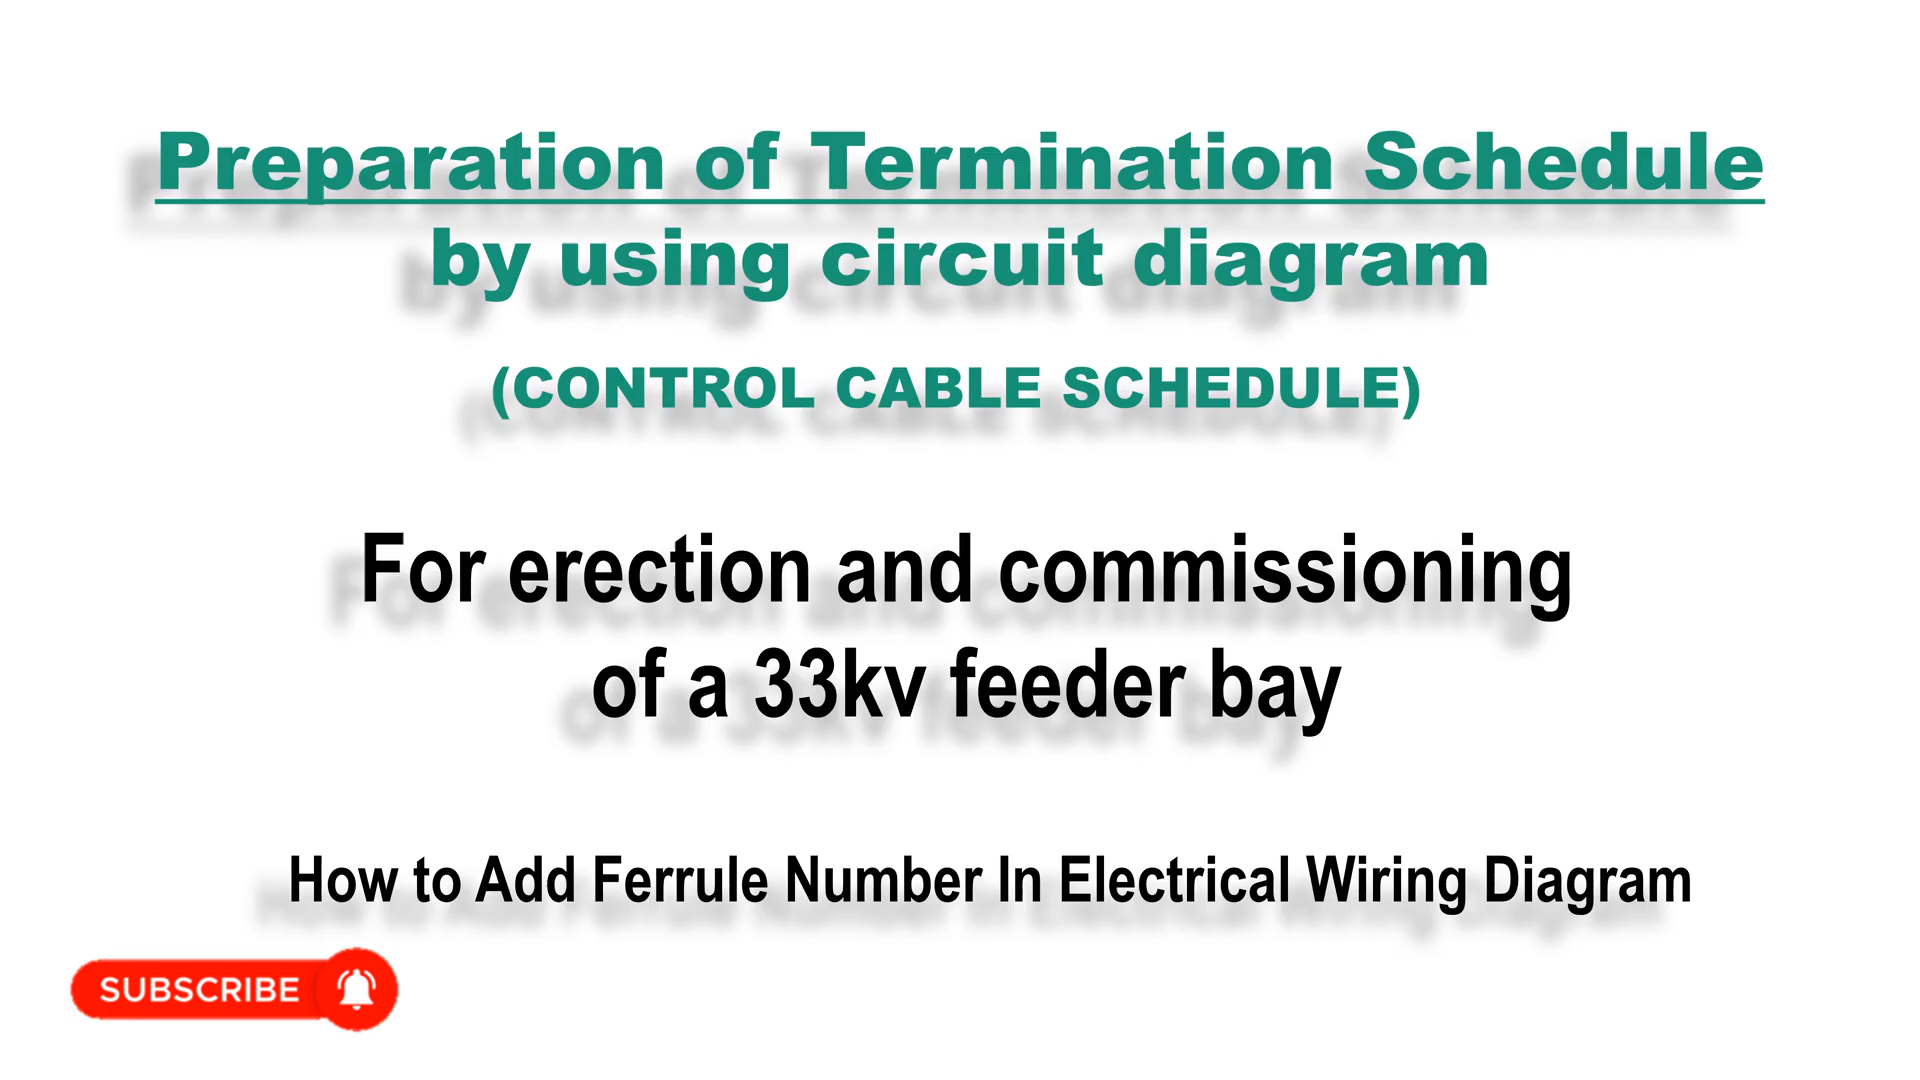 Preparation of Termination Schedule
by using circuit diagram
(CONTROL CABLE SCHEDULE)
For erection and commissioning
of a 33kv feeder bay
How to Add Ferrule Number In Electrical Wiring Diagram
SUBSCRIBE